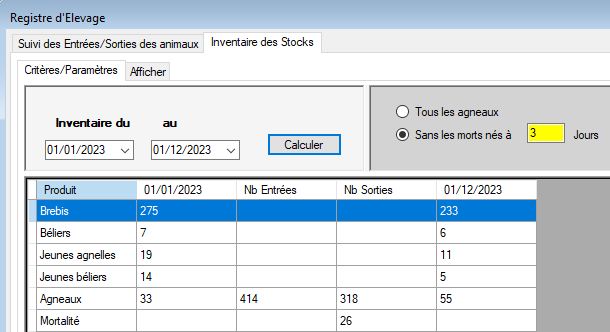 Registre d'Elevage
Suivi des Entrées/Sorties des animaux Inventaire des Stocks
Critères/Paramètres Afficher
Inventaire du au
01/01/2023 01/12/2023 Calculer
Tous les agneaux
Sans les morts nés à 3 Jours
Produit 01/01/2023 Nb Entrées Nb Sorties 01/12/2023
Brebis 275 233
Béliers 7 6
Jeunes agnelles 19 11
Jeunes béliers 14 5
Agneaux 33 414 318 55
Mortalité 26